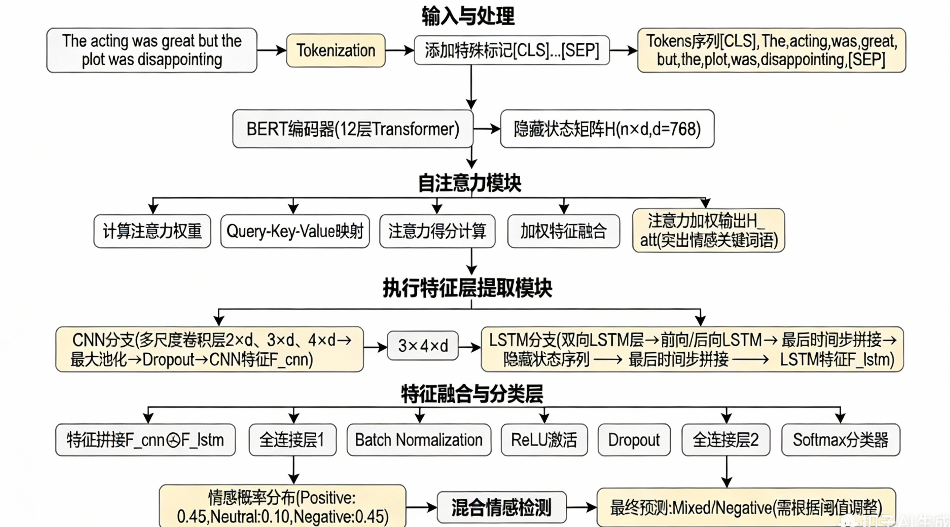 输入与处理
The acting was great but the
plot was disappointing
Tokenization
添加特殊标记[CLS]...[SEP]
Tokens序列[CLS], The,acting,was,great,
but,the,plot,was,disappointing,[SEP]
BERT编码器(12层Transformer)
隐藏状态矩阵H(n×d,d=768)
自注意力模块
计算注意力权重
Query-Key-Value映射
注意力得分计算
加权特征融合
注意力加权输出H_
att(突出情感关键词语)
执行特征层提取模块
CNN分支(多尺度卷积层2×d、3×d、4×d→
最大池化→Dropout→CNN特征F_cnn)
3×4×d
LSTM分支(双向LSTM层→前向/后向LSTM→最后时间步拼接→
隐藏状态序列→最后时间步拼接→LSTM特征F_lstm)
特征融合与分类层
特征拼接F_cnn F_lstm
全连接层1
Batch Normalization
ReLU激活
Dropout
全连接层2
Softmax分类器
情感概率分布(Positive:
0.45,Neutral:0.10,Negative:0.45)
混合情感检测
最终预测:Mixed/Negative(需根据阈值调整)